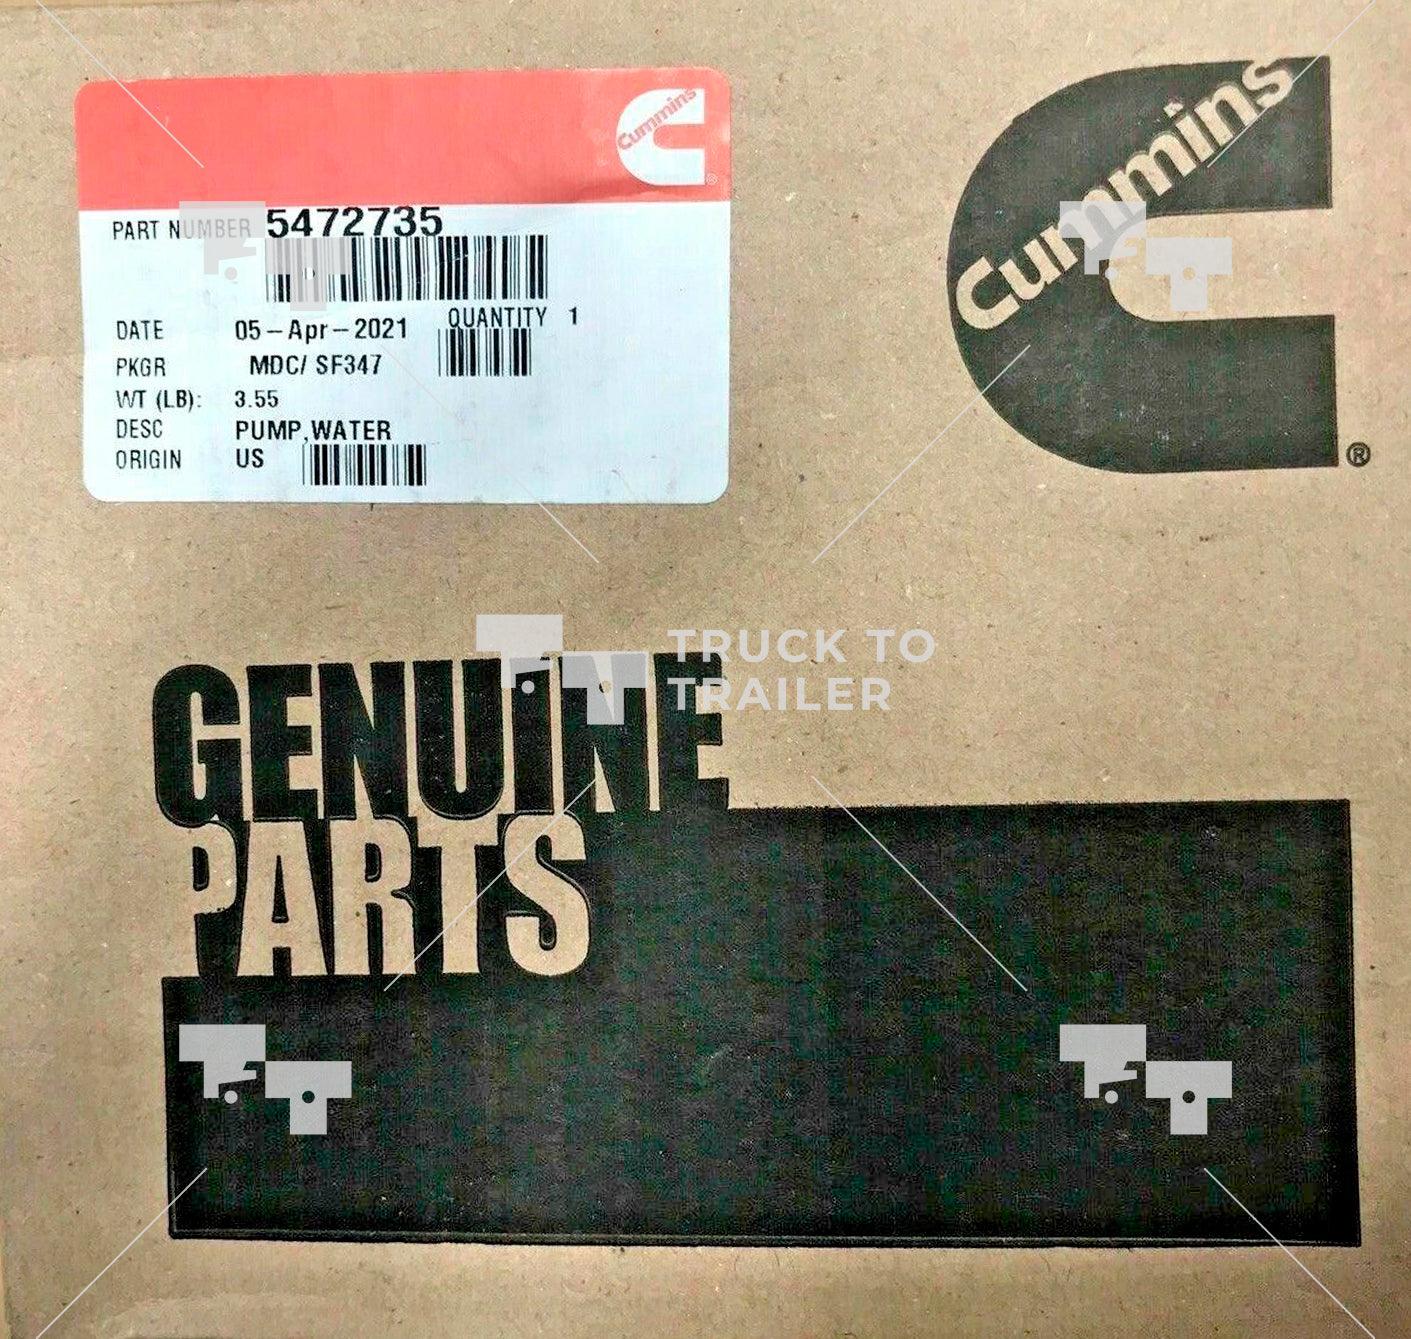 Cummins
®
PART NUMBER 5472735
QUANTITY 1
DATE 05-Apr-2021
PKGR MDC/ SF347
WT (LB): 3.55
DESC PUMP,WATER
ORIGIN US
Cummins
®
TRUCK TO
TRAILER
GENUINE
PARTS